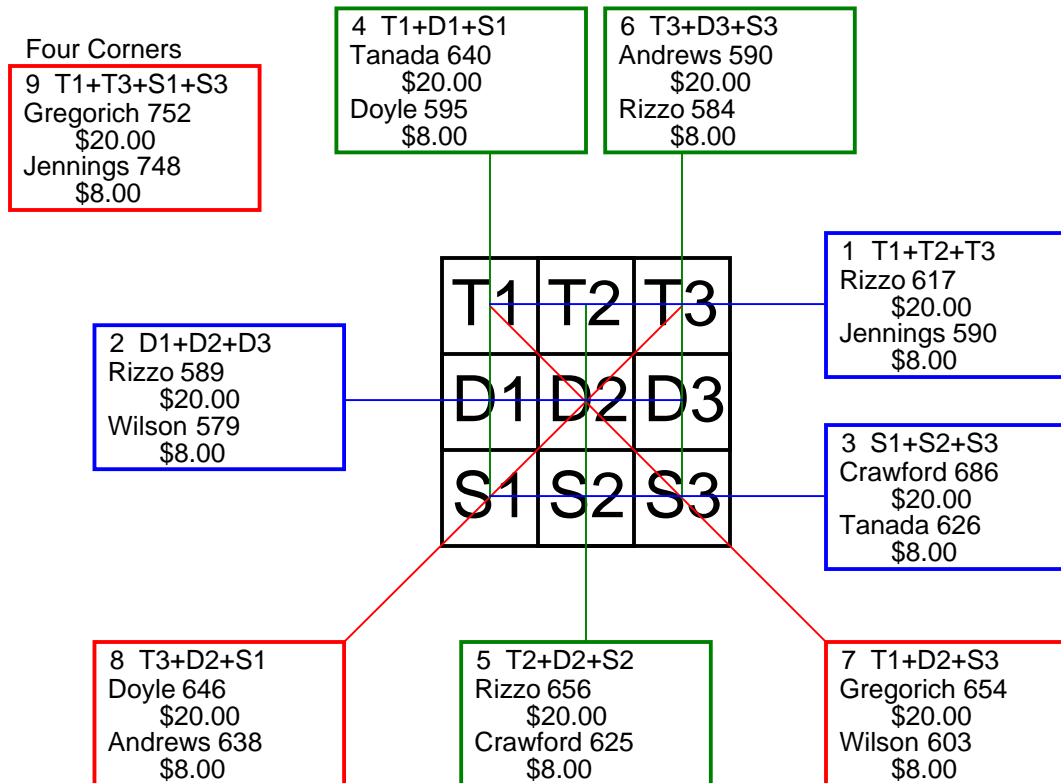 4 T1+D1+S1
Tanada 640
$20.00
Doyle 595
$8.00
6 T3+D3+S3
Andrews 590
$20.00
Rizzo 584
$8.00
Four Corners
9 T1+T3+S1+S3
Gregorich 752
$20.00
Jennings 748
$8.00
1 T1+T2+T3
Rizzo 617
$20.00
Jennings 590
$8.00
T1 T2 T3
2 D1+D2+D3
Rizzo 589
$20.00
Wilson 579
$8.00
D1 D2 D3
3 S1+S2+S3
Crawford 686
$20.00
Tanada 626
$8.00
S1 S2 S3
8 T3+D2+S1
Doyle 646
$20.00
Andrews 638
$8.00
5 T2+D2+S2
Rizzo 656
$20.00
Crawford 625
$8.00
7 T1+D2+S3
Gregorich 654
$20.00
Wilson 603
$8.00